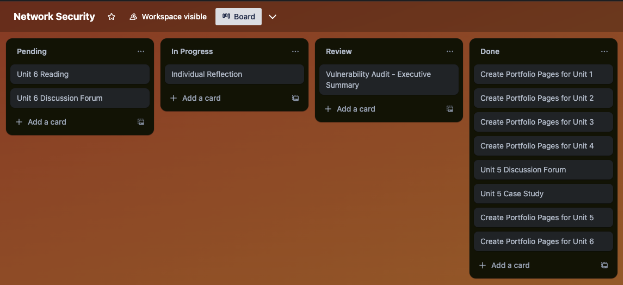 Network Security
Workspace visible
Board
Pending
Unit 6 Reading
Unit 6 Discussion Forum
Add a card
In Progress
Individual Reflection
Add a card
Review
Vulnerability Audit - Executive
Summary
Add a card
Done
Create Portfolio Pages for Unit 1
Create Portfolio Pages for Unit 2
Create Portfolio Pages for Unit 3
Create Portfolio Pages for Unit 4
Unit 5 Discussion Forum
Unit 5 Case Study
Create Portfolio Pages for Unit 5
Create Portfolio Pages for Unit 6
Add a card